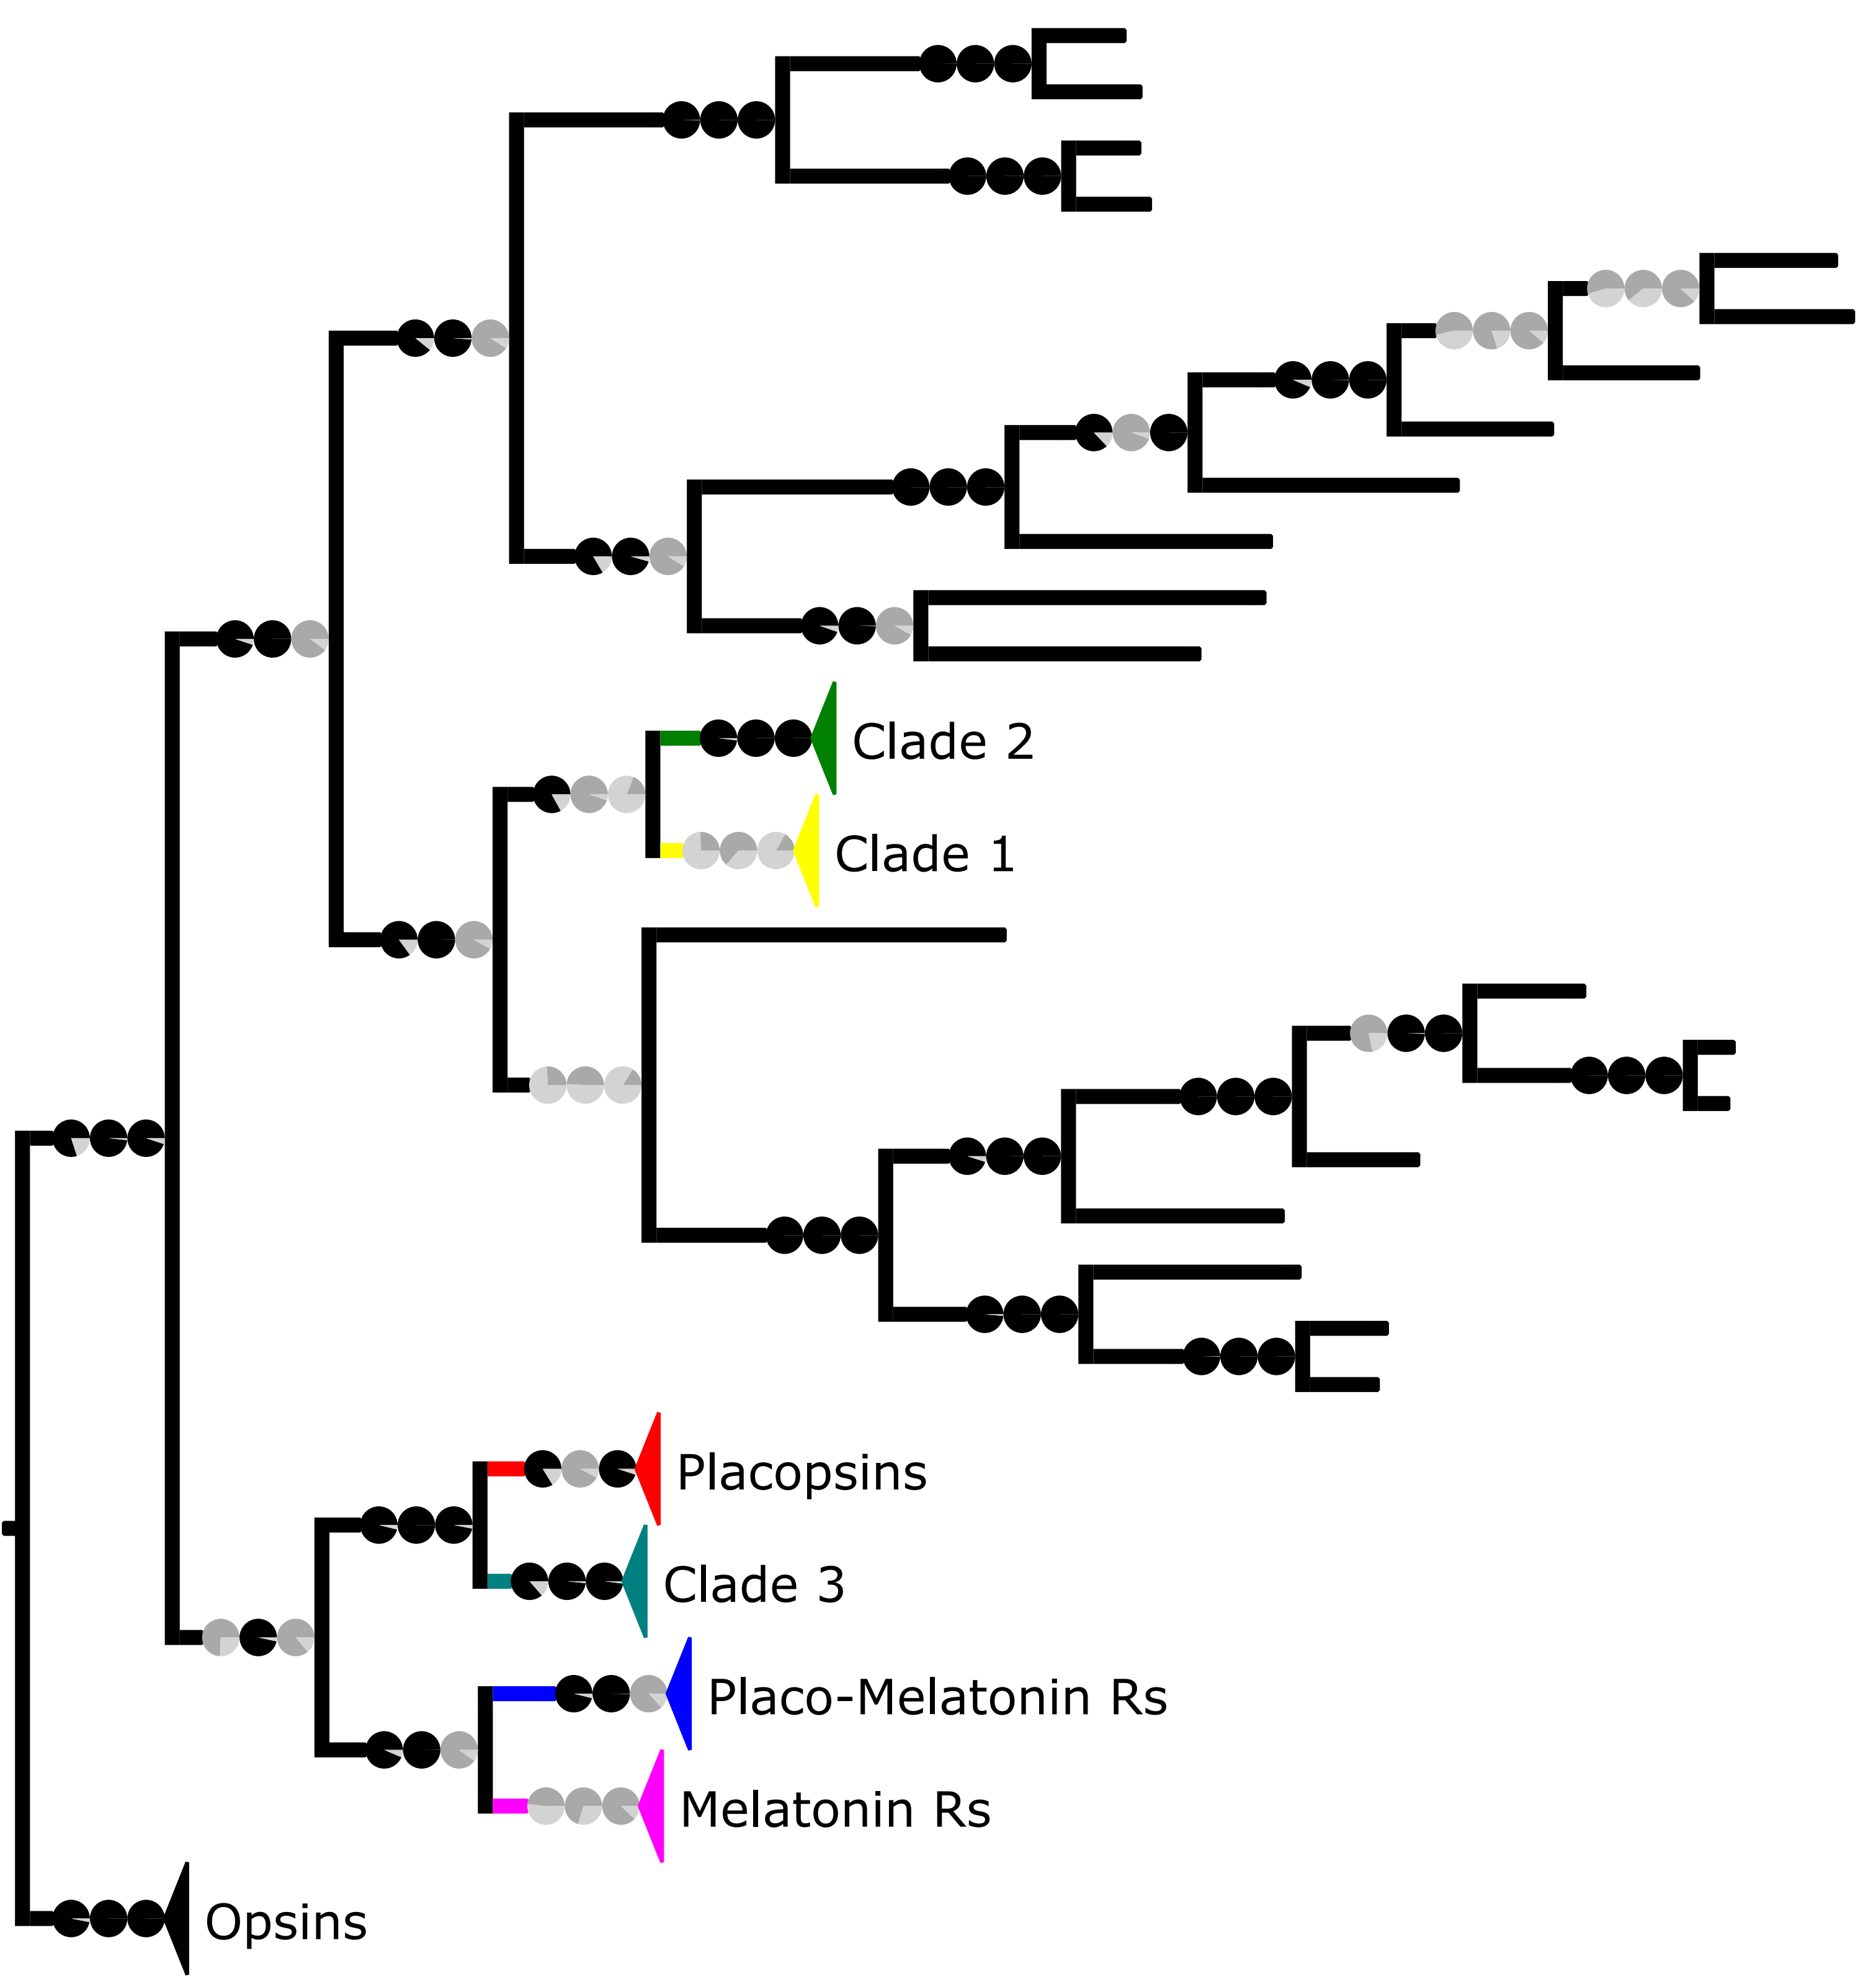 Clade 2
Clade 1
Placopsins
Clade 3
Placo-Melatonin Rs
Melatonin Rs
Opsins